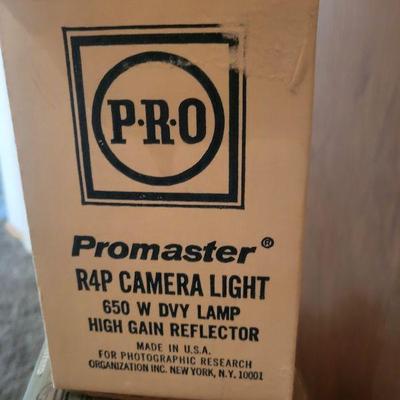 P·R·O
Promaster®
R4P CAMERA LIGHT
650 W DVY LAMP
HIGH GAIN REFLECTOR
MADE IN U.S.A.
FOR PHOTOGRAPHIC RESEARCH
ORGANIZATION INC. NEW YORK, N.Y. 10001